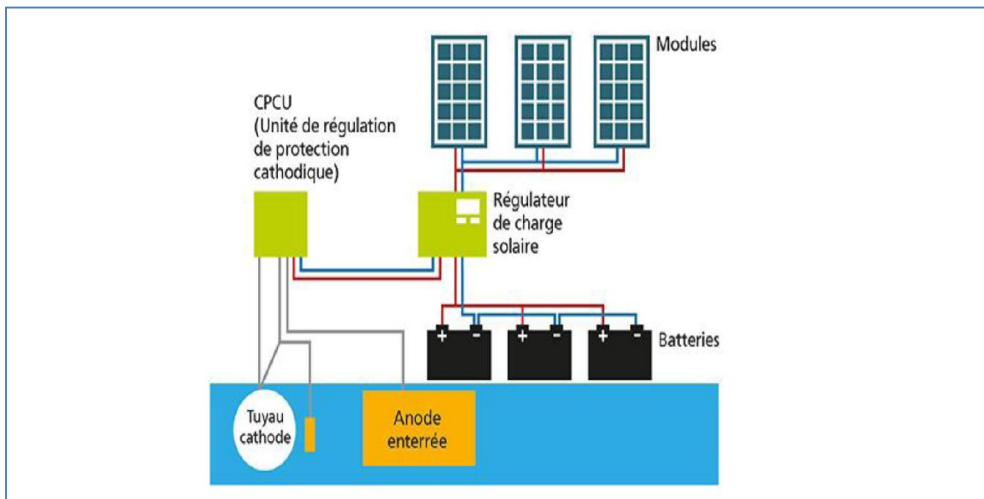 Modules
CPCU
(Unité de régulation
de protection
cathodique)
Régulateur
de charge
solaire
+ - + - + -
Batteries
Tuyau
cathode
Anode
enterrée